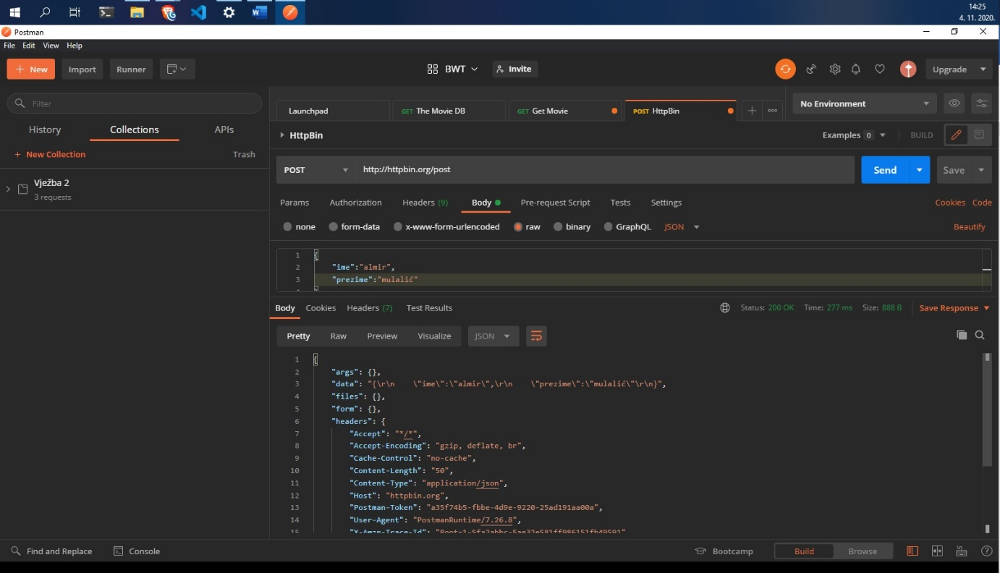 14:25
4. 11. 2020.
Postman
File Edit View Help
+ New Import Runner BWT Invite Upgrade
Filter
Launchpad GET The Movie DB GET Get Movie POST HttpBin + ooo No Environment
History Collections APIs
HttpBin Examples 0 BUILD
+ New Collection Trash
POST http://httpbin.org/post Send Save
Vježba 2
3 requests
Params Authorization Headers (9) Body Pre-request Script Tests Settings Cookies Code
none form-data x-www-form-urlencoded raw binary GraphQL JSON Beautify
1 {
2 "ime":"almir",
3 "prezime":"mulalić"
}
Body Cookies Headers (7) Test Results Status: 200 OK Time: 277 ms Size: 888 B Save Response
Pretty Raw Preview Visualize JSON
1 {
2 "args": {},
3 "data": "{\r\n    \"ime\":\"almir\",\r\n    \"prezime\":\"mulalić\"\r\n}",
4 "files": {},
5 "form": {},
6 "headers": {
7 "Accept": "*/*",
8 "Accept-Encoding": "gzip, deflate, br",
9 "Cache-Control": "no-cache",
10 "Content-Length": "50",
11 "Content-Type": "application/json",
12 "Host": "httpbin.org",
13 "Postman-Token": "a35f74b5-fbbe-4d9e-9220-25ad191aa00a",
14 "User-Agent": "PostmanRuntime/7.26.8",
15 "X-Amzn-Trace-Id":
Find and Replace Console Bootcamp Build Browse